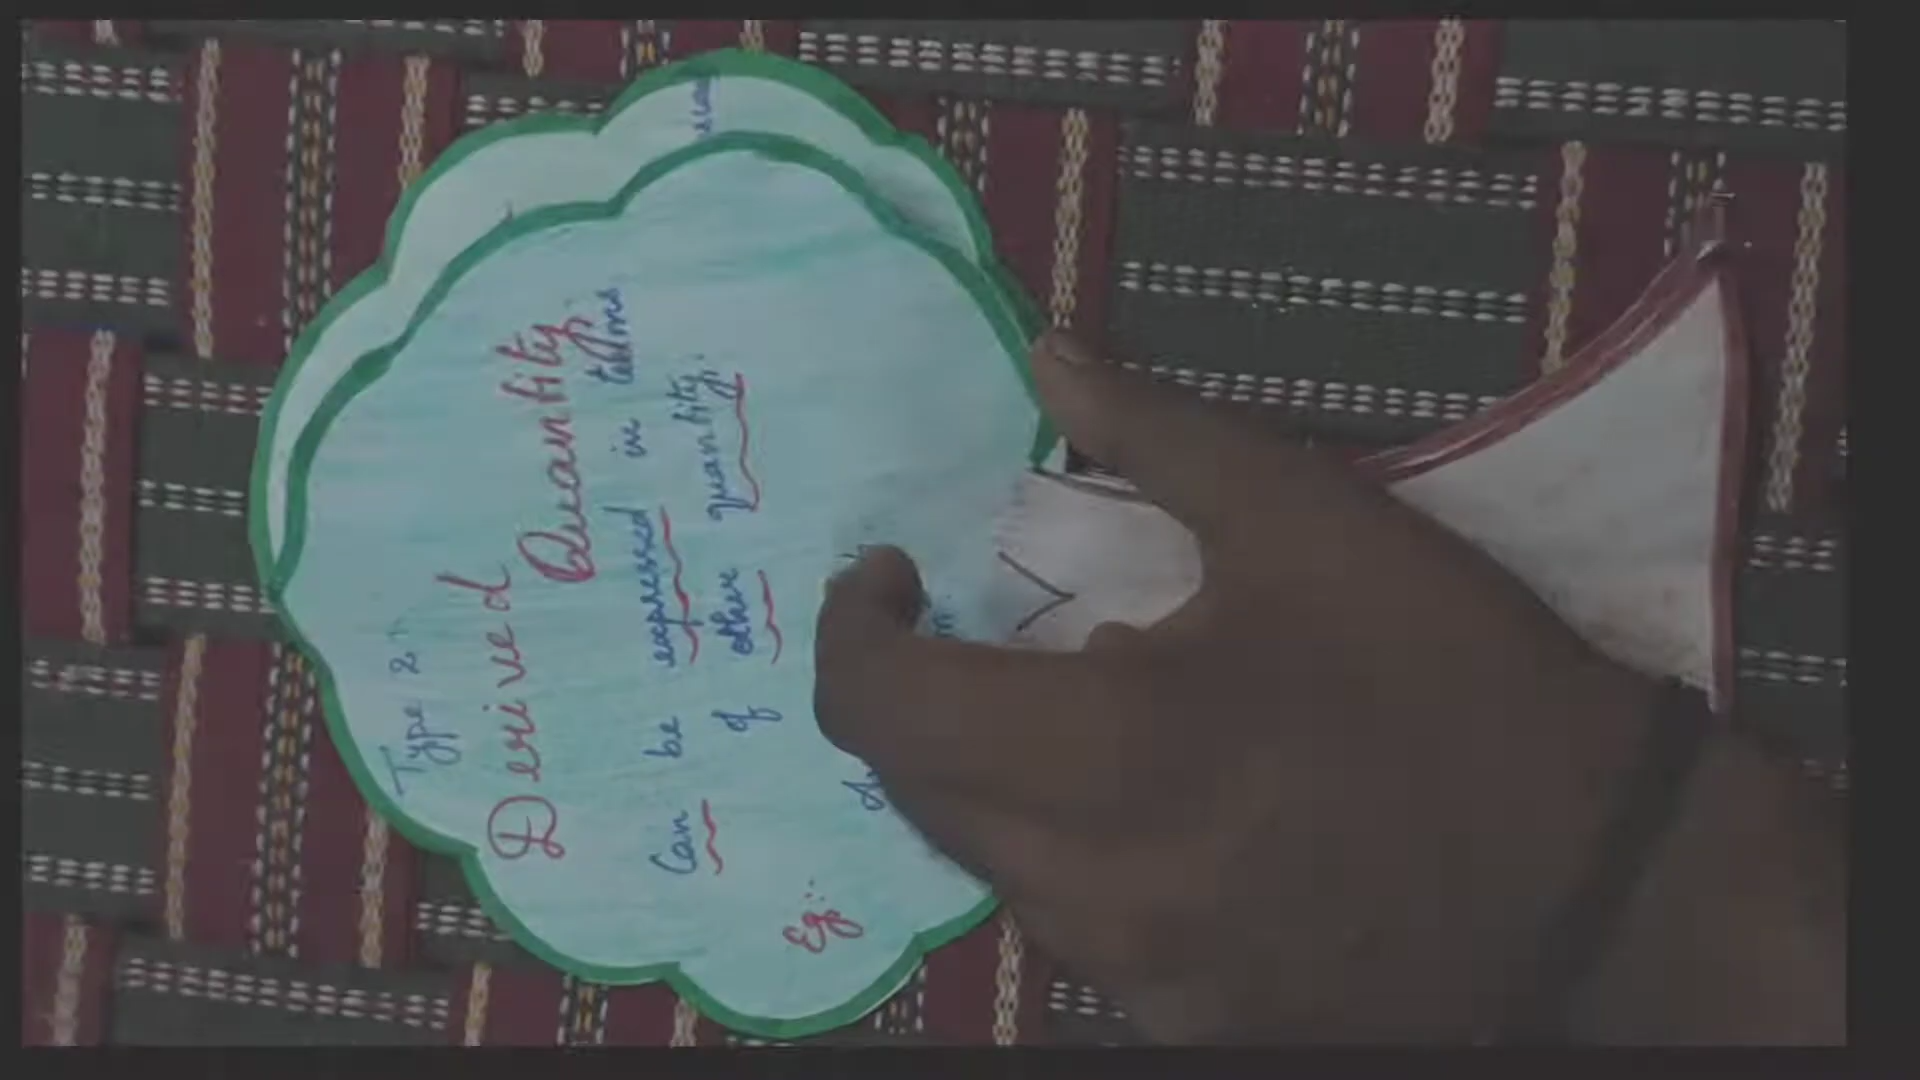 Type 2
Derived
Quantity:
Can be expressed in terms
of other quantity.
Eg:-